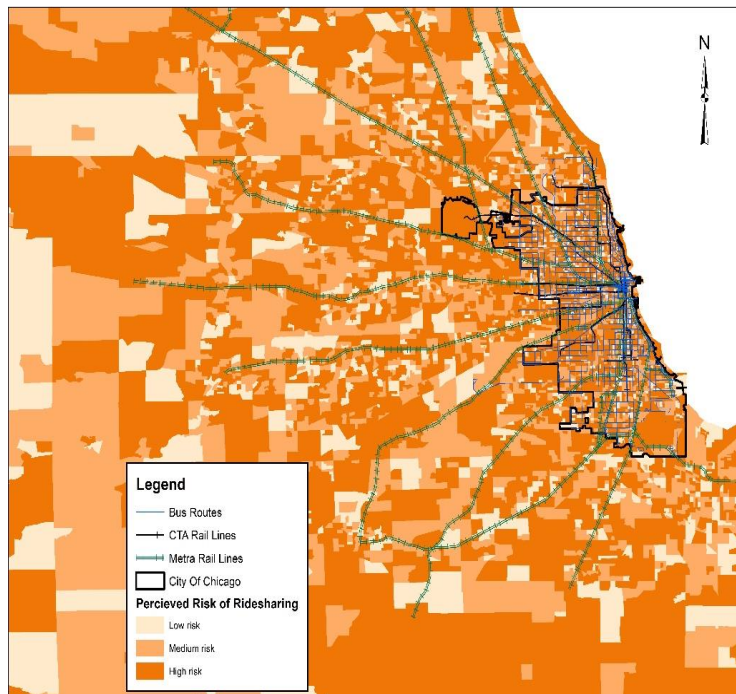 N
Legend
Bus Routes
CTA Rail Lines
Metra Rail Lines
City Of Chicago
Percieved Risk of Ridesharing
Low risk
Medium risk
High risk